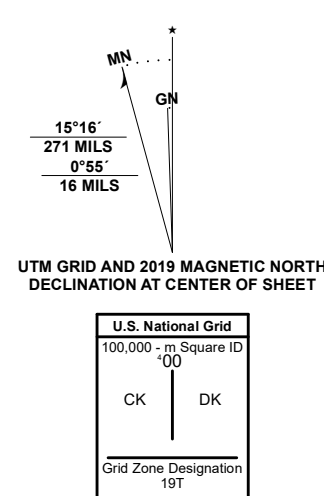 ★
MN
GN
15°16´
271 MILS
0°55´
16 MILS
UTM GRID AND 2019 MAGNETIC NORTH
DECLINATION AT CENTER OF SHEET
U.S. National Grid
100,000 - m Square ID
⁴00
CK DK
Grid Zone Designation
19T